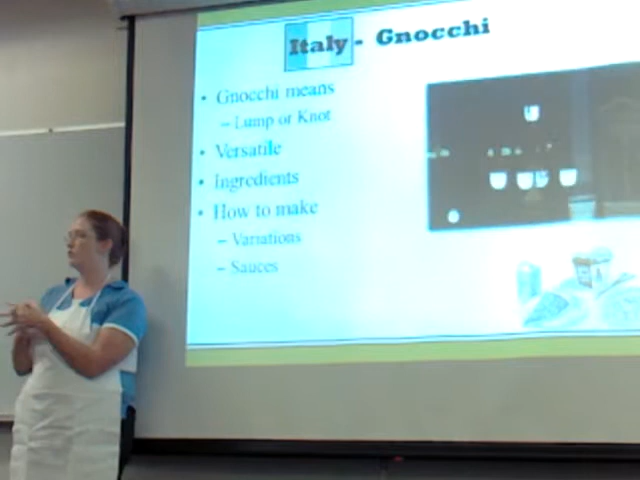 Italy - Gnocchi
• Gnocchi means
– Lump or Knot
• Versatile
• Ingredients
• How to make
– Variations
– Sauces